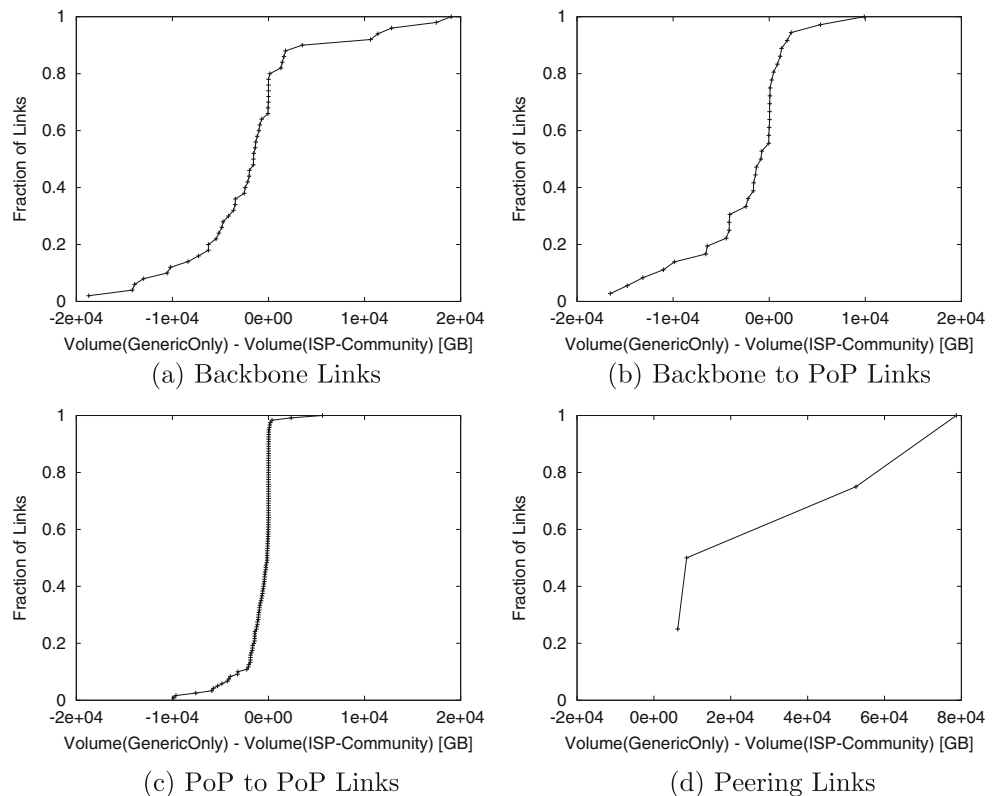 1
0.8
0.6
0.4
0.2
0
Fraction of Links
-2e+04 -1e+04 0e+00 1e+04 2e+04
Volume(GenericOnly) - Volume(ISP-Community) [GB]
(a) Backbone Links
1
0.8
0.6
0.4
0.2
0
Fraction of Links
-2e+04 -1e+04 0e+00 1e+04 2e+04
Volume(GenericOnly) - Volume(ISP-Community) [GB]
(b) Backbone to PoP Links
1
0.8
0.6
0.4
0.2
0
Fraction of Links
-2e+04 -1e+04 0e+00 1e+04 2e+04
Volume(GenericOnly) - Volume(ISP-Community) [GB]
(c) PoP to PoP Links
1
0.8
0.6
0.4
0.2
0
Fraction of Links
-2e+04 0e+00 2e+04 4e+04 6e+04 8e+04
Volume(GenericOnly) - Volume(ISP-Community) [GB]
(d) Peering Links